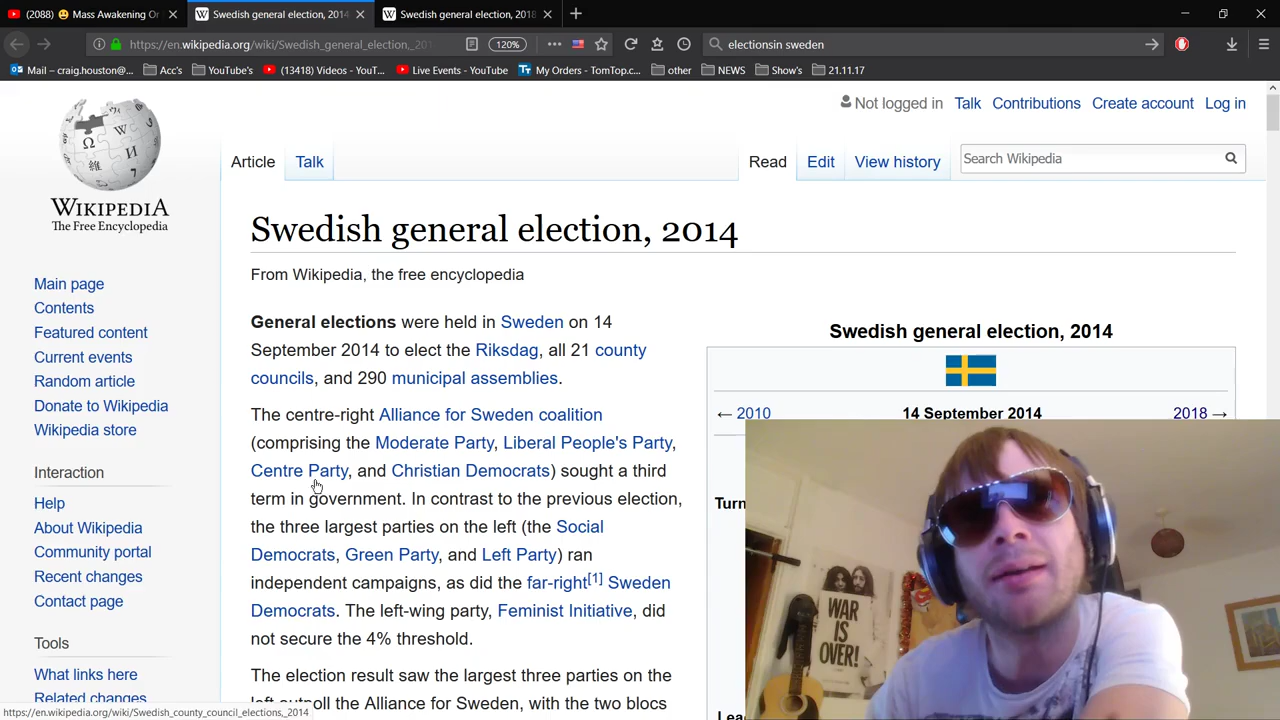 (2088) 😃 Mass Awakening Or
Swedish general election, 2014
Swedish general election, 2018
https://en.wikipedia.org/wiki/Swedish_general_election,_201
120%
electionsin sweden
Mail – craig.houston@...
Acc's
YouTube's
(13418) Videos - YouT...
Live Events - YouTube
My Orders - TomTop.c...
other
NEWS
Show's
21.11.17
Not logged in Talk Contributions Create account Log in
Article Talk
Read Edit View history
Search Wikipedia
WIKIPEDIA
The Free Encyclopedia
Main page
Contents
Featured content
Current events
Random article
Donate to Wikipedia
Wikipedia store
Interaction
Help
About Wikipedia
Community portal
Recent changes
Contact page
Tools
What links here
Related changes
Swedish general election, 2014
From Wikipedia, the free encyclopedia
General elections were held in Sweden on 14
September 2014 to elect the Riksdag, all 21 county
councils, and 290 municipal assemblies.
The centre-right Alliance for Sweden coalition
(comprising the Moderate Party, Liberal People's Party,
Centre Party, and Christian Democrats) sought a third
term in government. In contrast to the previous election,
the three largest parties on the left (the Social
Democrats, Green Party, and Left Party) ran
independent campaigns, as did the far-right[1] Sweden
Democrats. The left-wing party, Feminist Initiative, did
not secure the 4% threshold.
The election result saw the largest three parties on the
left outpoll the Alliance for Sweden, with the two blocs
Swedish general election, 2014
← 2010 14 September 2014 2018 →
Turn
Lea
WAR
IS
OVER!
https://en.wikipedia.org/wiki/Swedish_county_council_elections,_2014